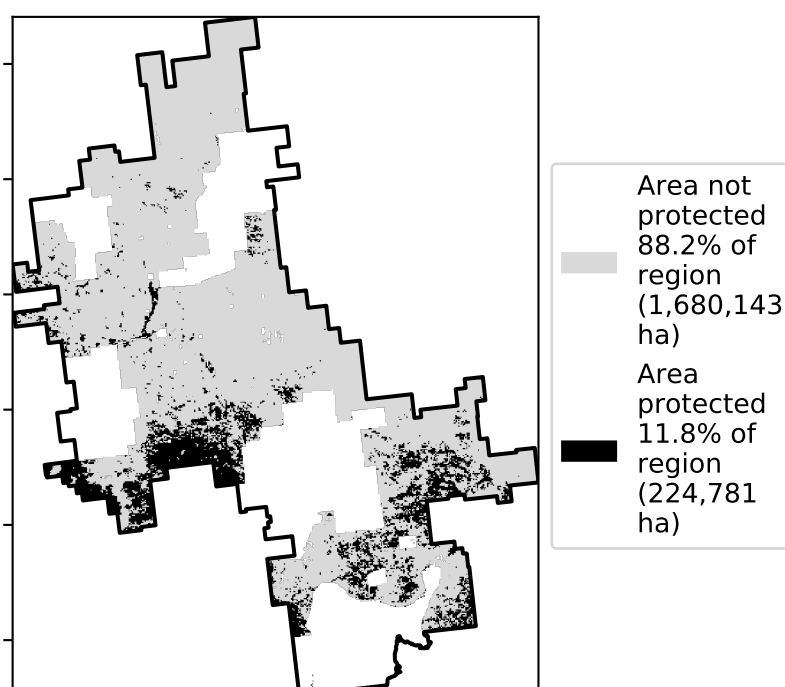 Area not
protected
88.2% of
region
(1,680,143
ha)
Area
protected
11.8% of
region
(224,781
ha)